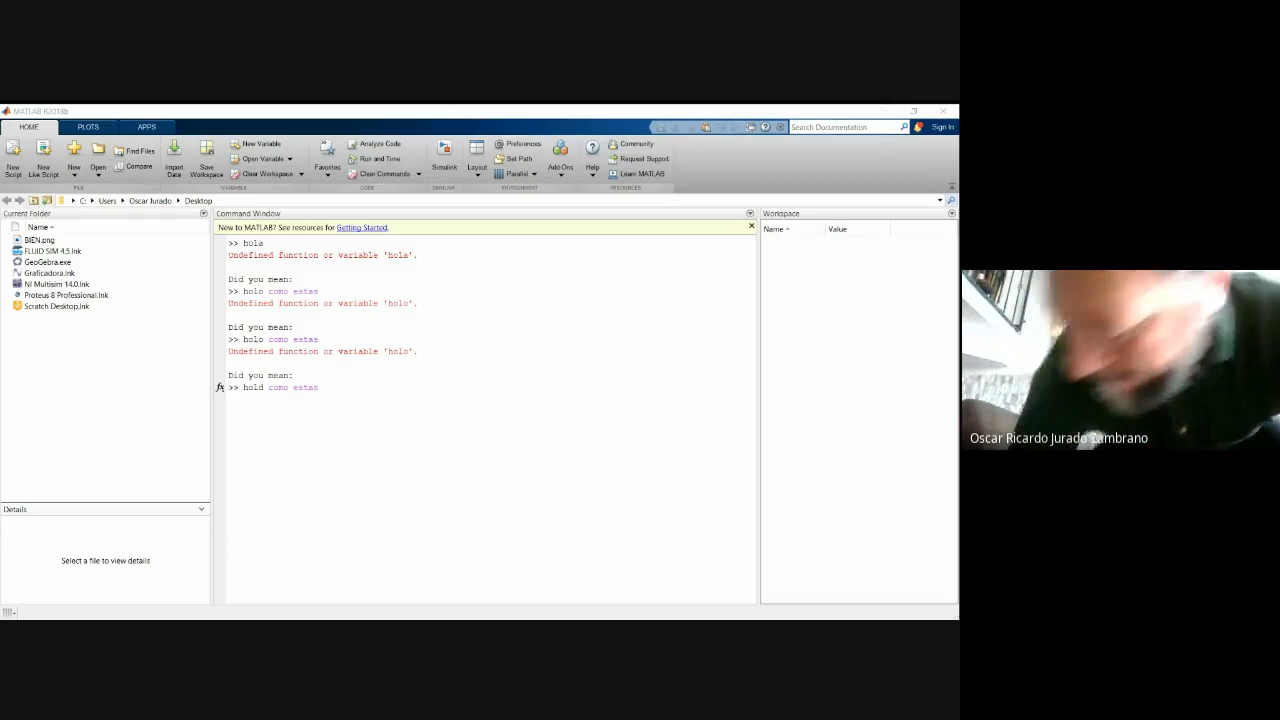 MATLAB R2018b
HOME PLOTS APPS
Search Documentation
Sign In
New Script
New Live Script
New
Open
Find Files
Compare
FILE
Import Data
Save Workspace
New Variable
Open Variable
Clear Workspace
VARIABLE
Favorites
Analyze Code
Run and Time
Clear Commands
CODE
Simulink
SIMULINK
Layout
Preferences
Set Path
Parallel
Add-Ons
ENVIRONMENT
Help
Community
Request Support
Learn MATLAB
RESOURCES
C: Users Oscar Jurado Desktop
Current Folder
Name
BIEN.png
FLUID SIM 4.5.lnk
GeoGebra.exe
Graficadora.lnk
NI Multisim 14.0.lnk
Proteus 8 Professional.lnk
Scratch Desktop.lnk
Details
Select a file to view details
Command Window
New to MATLAB? See resources for Getting Started.
>> hola
Undefined function or variable 'hola'.
Did you mean:
>> holo como estas
Undefined function or variable 'holo'.
Did you mean:
>> holo como estas
Undefined function or variable 'holo'.
Did you mean:
fx >> hold como estas
Workspace
Name Value
Oscar Ricardo Jurado Zambrano